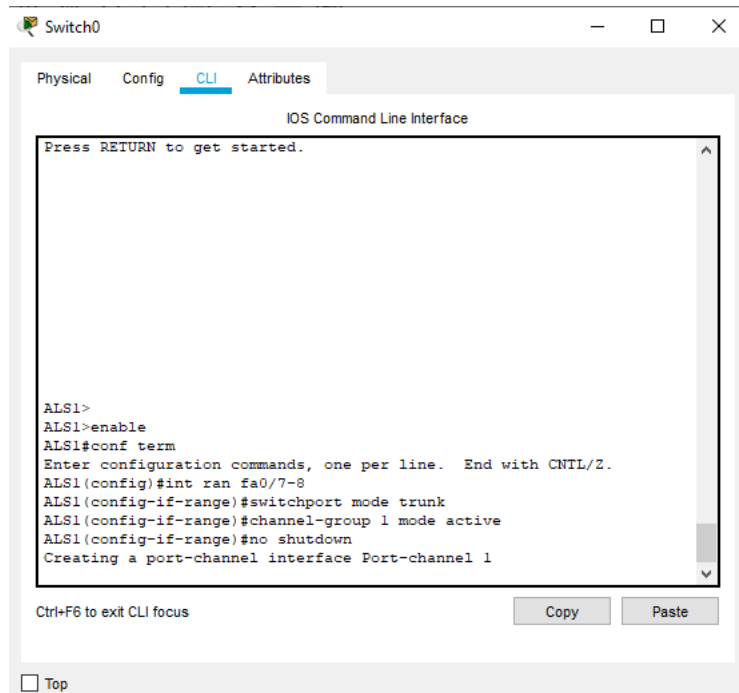 Switch0
Physical Config CLI Attributes
IOS Command Line Interface
Press RETURN to get started.
ALS1>
ALS1>enable
ALS1#conf term
Enter configuration commands, one per line.  End with CNTL/Z.
ALS1(config)#int ran fa0/7-8
ALS1(config-if-range)#switchport mode trunk
ALS1(config-if-range)#channel-group 1 mode active
ALS1(config-if-range)#no shutdown
Creating a port-channel interface Port-channel 1
Ctrl+F6 to exit CLI focus Copy Paste
Top